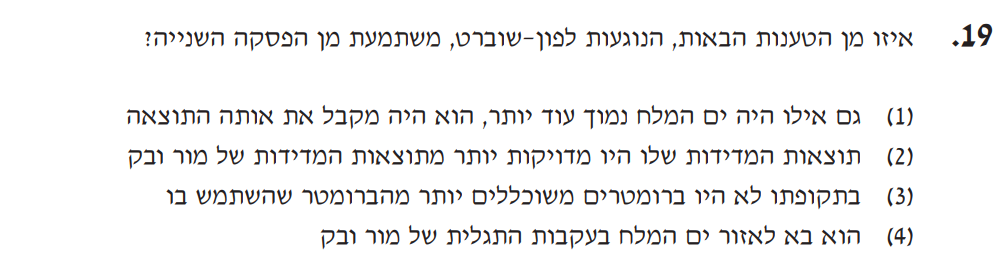 19. איזו מן הטענות הבאות, הנוגעות לפון-שוברט, משתמעת מן הפסקה השנייה?
(1) גם אילו היה ים המלח נמוך עוד יותר, הוא היה מקבל את אותה התוצאה
(2) תוצאות המדידות שלו היו מדויקות יותר מתוצאות המדידות של מור ובק
(3) בתקופתו לא היו ברומטרים משוכללים יותר מהברומטר שהשתמש בו
(4) הוא בא לאזור ים המלח בעקבות התגלית של מור ובק